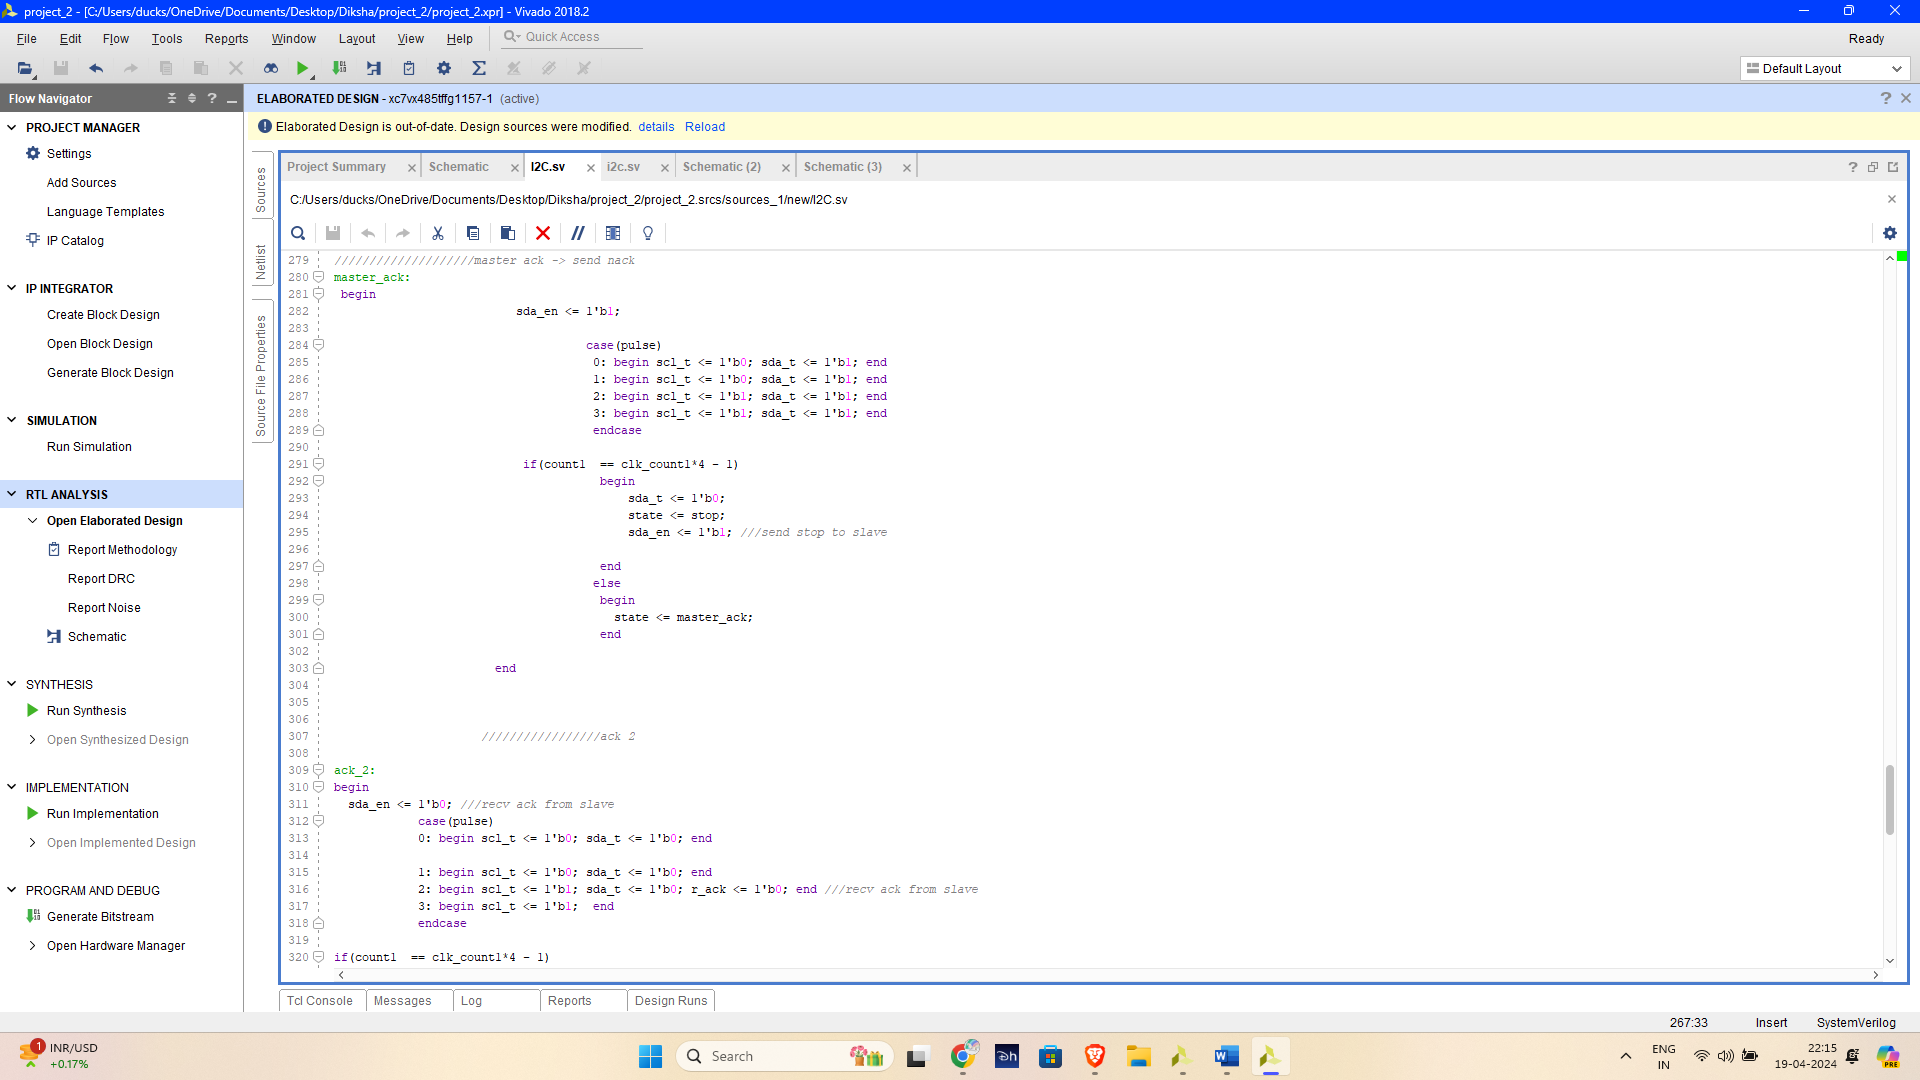 project_2 - [C:/Users/ducks/OneDrive/Documents/Desktop/Diksha/project_2/project_2.xpr] - Vivado 2018.2
File Edit Flow Tools Reports Window Layout View Help Quick Access
Ready
Default Layout
Flow Navigator
ELABORATED DESIGN - xc7vx485tffg1157-1 (active)
Elaborated Design is out-of-date. Design sources were modified. details Reload
PROJECT MANAGER
Settings
Add Sources
Language Templates
IP Catalog
IP INTEGRATOR
Create Block Design
Open Block Design
Generate Block Design
SIMULATION
Run Simulation
RTL ANALYSIS
Open Elaborated Design
Report Methodology
Report DRC
Report Noise
Schematic
SYNTHESIS
Run Synthesis
Open Synthesized Design
IMPLEMENTATION
Run Implementation
Open Implemented Design
PROGRAM AND DEBUG
Generate Bitstream
Open Hardware Manager
Sources
Netlist
Source File Properties
Project Summary Schematic I2C.sv i2c.sv Schematic (2) Schematic (3)
C:/Users/ducks/OneDrive/Documents/Desktop/Diksha/project_2/project_2.srcs/sources_1/new/I2C.sv
279 ////////////////////master ack -> send nack
280 master_ack:
281 begin
282 sda_en <= 1'b1;
283
284 case(pulse)
285 0: begin scl_t <= 1'b0; sda_t <= 1'b1; end
286 1: begin scl_t <= 1'b0; sda_t <= 1'b1; end
287 2: begin scl_t <= 1'b1; sda_t <= 1'b1; end
288 3: begin scl_t <= 1'b1; sda_t <= 1'b1; end
289 endcase
290
291 if(count1  == clk_count1*4 - 1)
292 begin
293 sda_t <= 1'b0;
294 state <= stop;
295 sda_en <= 1'b1; ///send stop to slave
296
297 end
298 else
299 begin
300 state <= master_ack;
301 end
302
303 end
304
305
306
307 /////////////////ack 2
308
309 ack_2:
310 begin
311 sda_en <= 1'b0; ///recv ack from slave
312 case(pulse)
313 0: begin scl_t <= 1'b0; sda_t <= 1'b0; end
314
315 1: begin scl_t <= 1'b0; sda_t <= 1'b0; end
316 2: begin scl_t <= 1'b1; sda_t <= 1'b0; r_ack <= 1'b0; end ///recv ack from slave
317 3: begin scl_t <= 1'b1;  end
318 endcase
319
320 if(count1  == clk_count1*4 - 1)
Tcl Console Messages Log Reports Design Runs
267:33 Insert SystemVerilog
1 INR/USD
+0.17%
Search
ENG
IN
22:15
19-04-2024
PRE